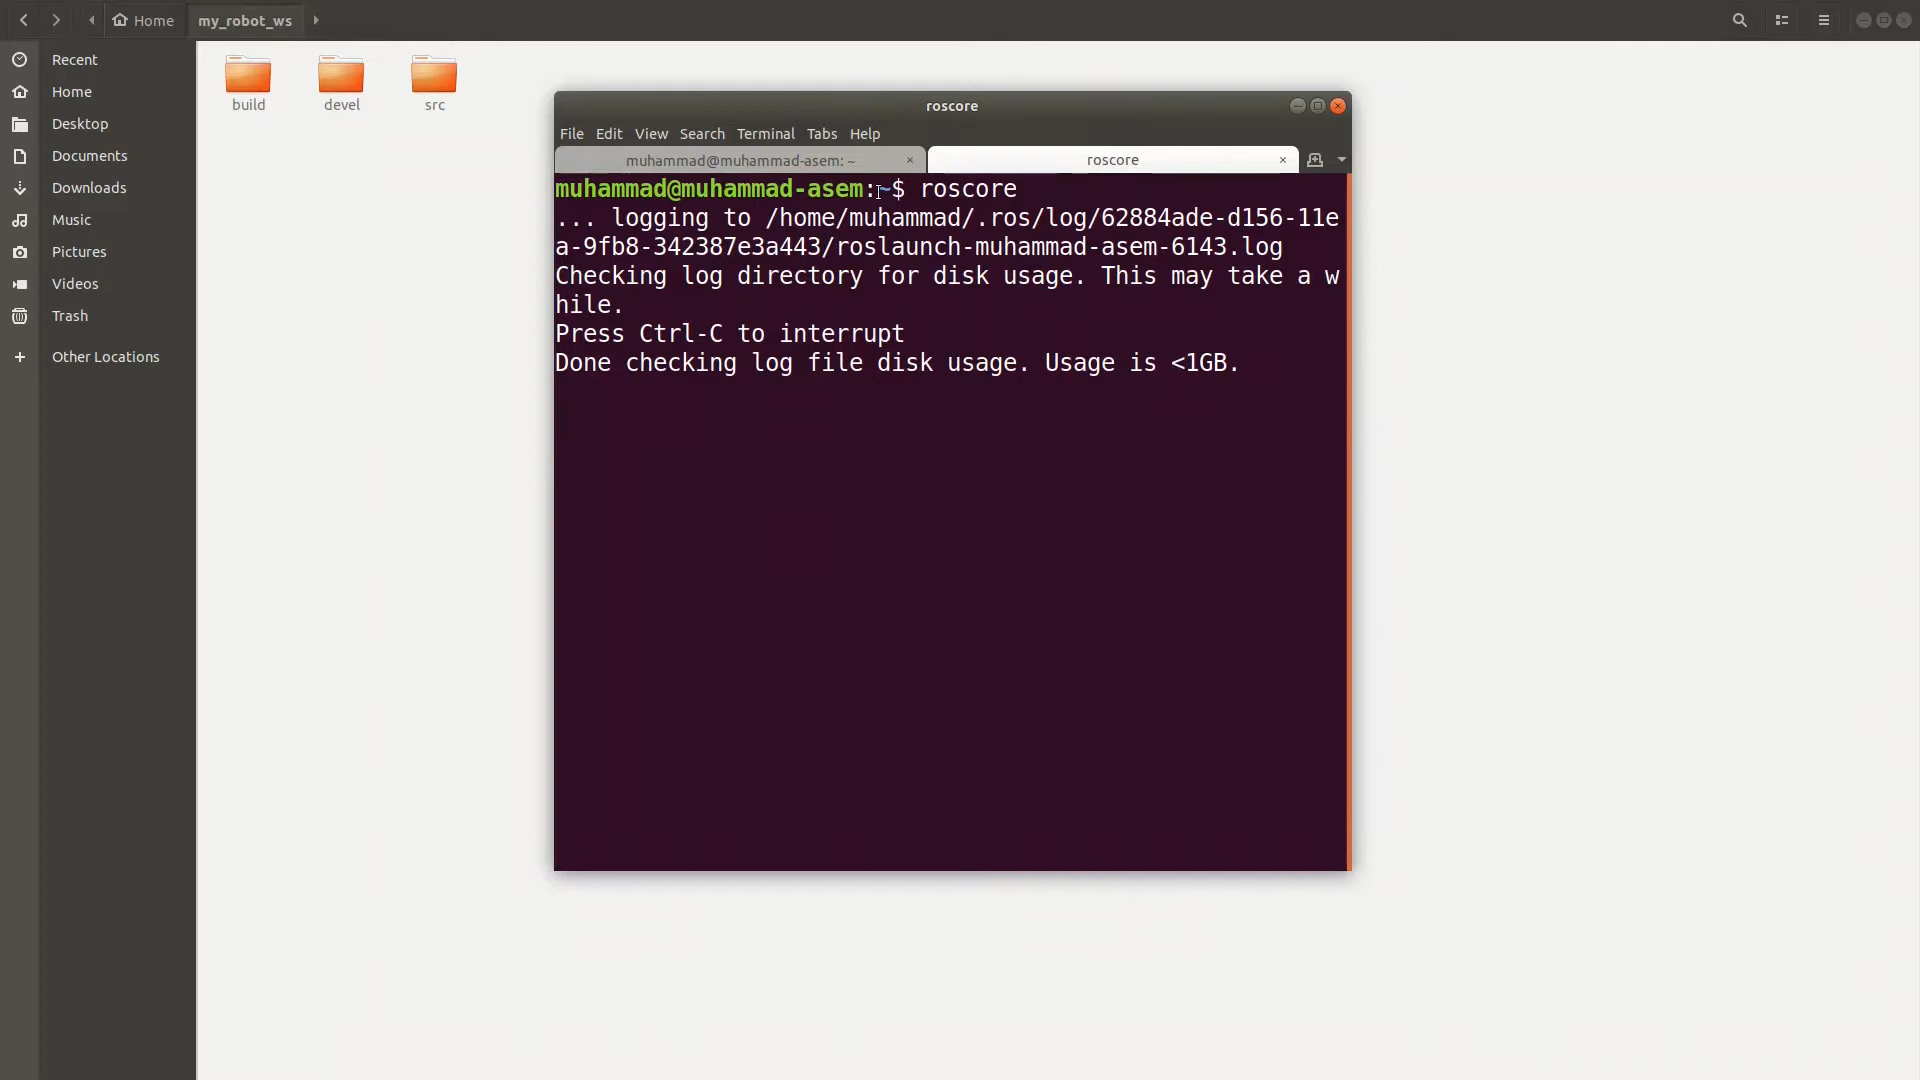 Home
my_robot_ws
Recent
Home
Desktop
Documents
Downloads
Music
Pictures
Videos
Trash
Other Locations
build
devel
src
roscore
File Edit View Search Terminal Tabs Help
muhammad@muhammad-asem: ~
roscore
muhammad@muhammad-asem:~$ roscore
... logging to /home/muhammad/.ros/log/62884ade-d156-11e
a-9fb8-342387e3a443/roslaunch-muhammad-asem-6143.log
Checking log directory for disk usage. This may take a w
hile.
Press Ctrl-C to interrupt
Done checking log file disk usage. Usage is <1GB.